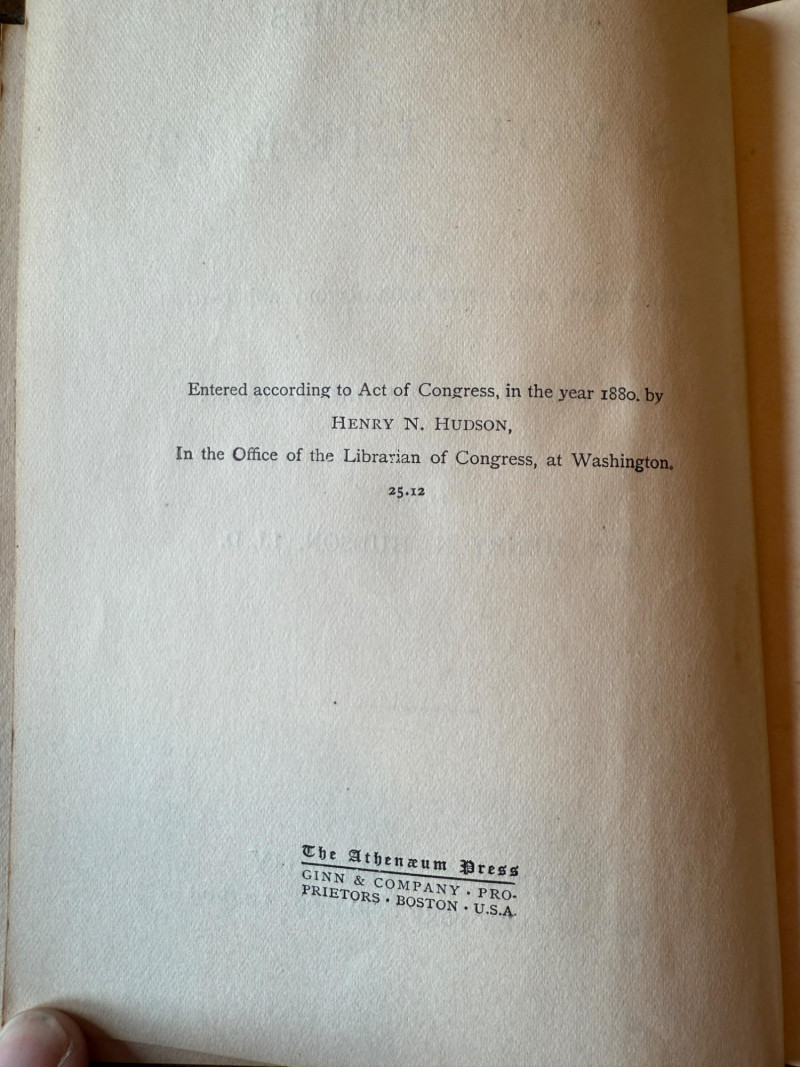 Entered according to Act of Congress, in the year 1880. by
HENRY N. HUDSON,
In the Office of the Librarian of Congress, at Washington.
25.12
The Athenæum Press
GINN & COMPANY · PRO-
PRIETORS · BOSTON · U.S.A.